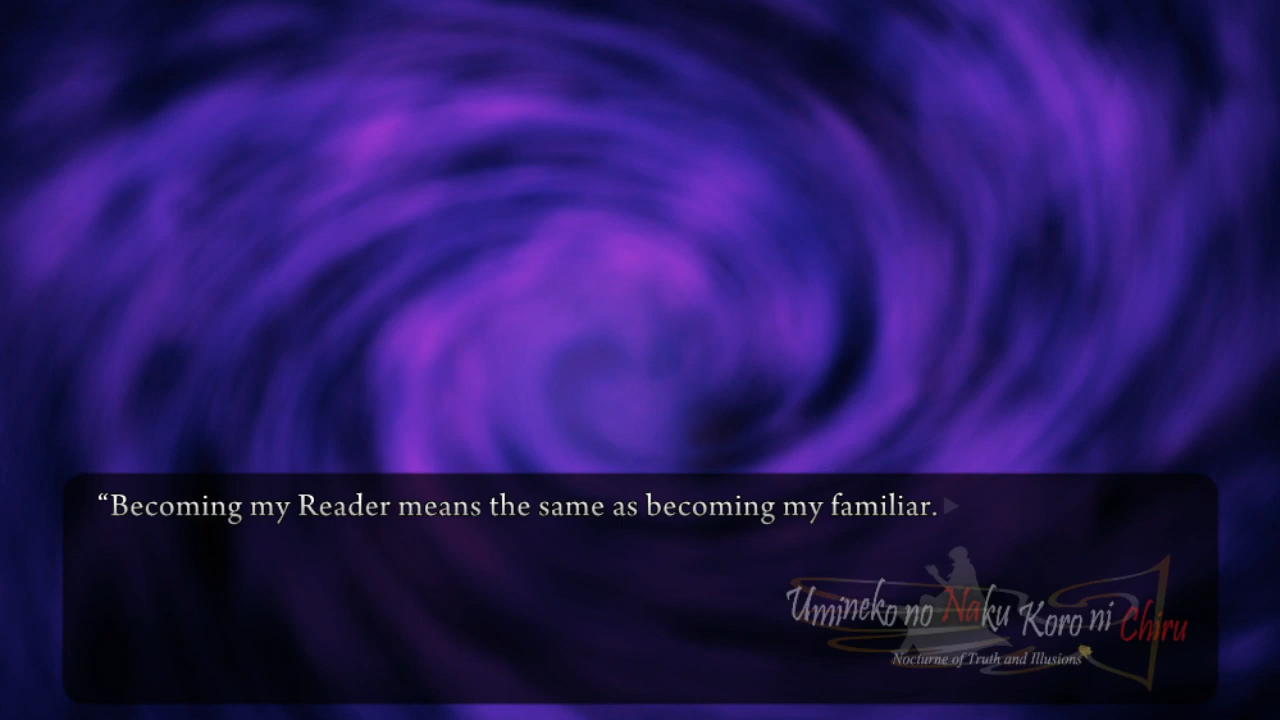 “Becoming my Reader means the same as becoming my familiar.
Umineko no Naku Koro ni Chiru
Nocturne of Truth and Illusions